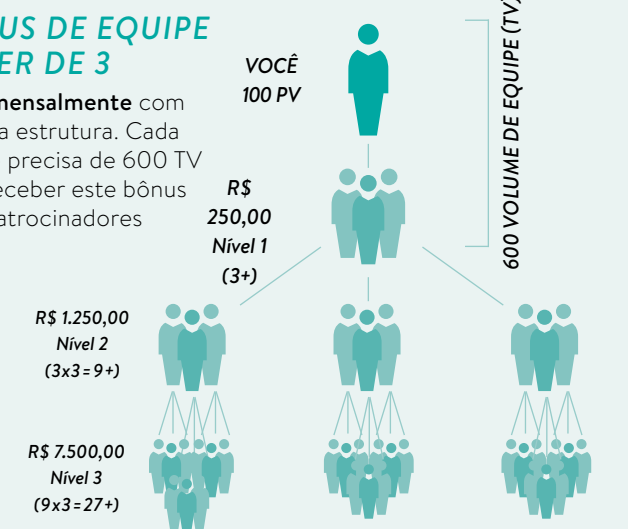 US DE EQUIPE
ER DE 3
mensalmente com
a estrutura. Cada
precisa de 600 TV
eceber este bônus
atrocinadores
VOCÊ
100 PV
600 VOLUME DE EQUIPE (TV)
R$
250,00
Nível 1
(3+)
R$ 1.250,00
Nível 2
(3x3=9+)
R$ 7.500,00
Nível 3
(9x3=27+)